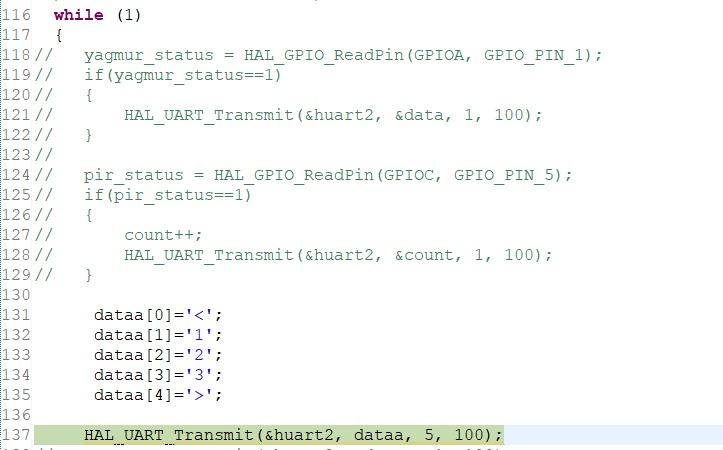 116 while (1)
117 {
118 // yagmur_status = HAL_GPIO_ReadPin(GPIOA, GPIO_PIN_1);
119 // if(yagmur_status==1)
120 // {
121 // HAL_UART_Transmit(&huart2, &data, 1, 100);
122 // }
123 //
124 // pir_status = HAL_GPIO_ReadPin(GPIOC, GPIO_PIN_5);
125 // if(pir_status==1)
126 // {
127 // count++;
128 // HAL_UART_Transmit(&huart2, &count, 1, 100);
129 // }
130
131 dataa[0]='<';
132 dataa[1]='1';
133 dataa[2]='2';
134 dataa[3]='3';
135 dataa[4]='>';
136
137 HAL_UART_Transmit(&huart2, dataa, 5, 100);